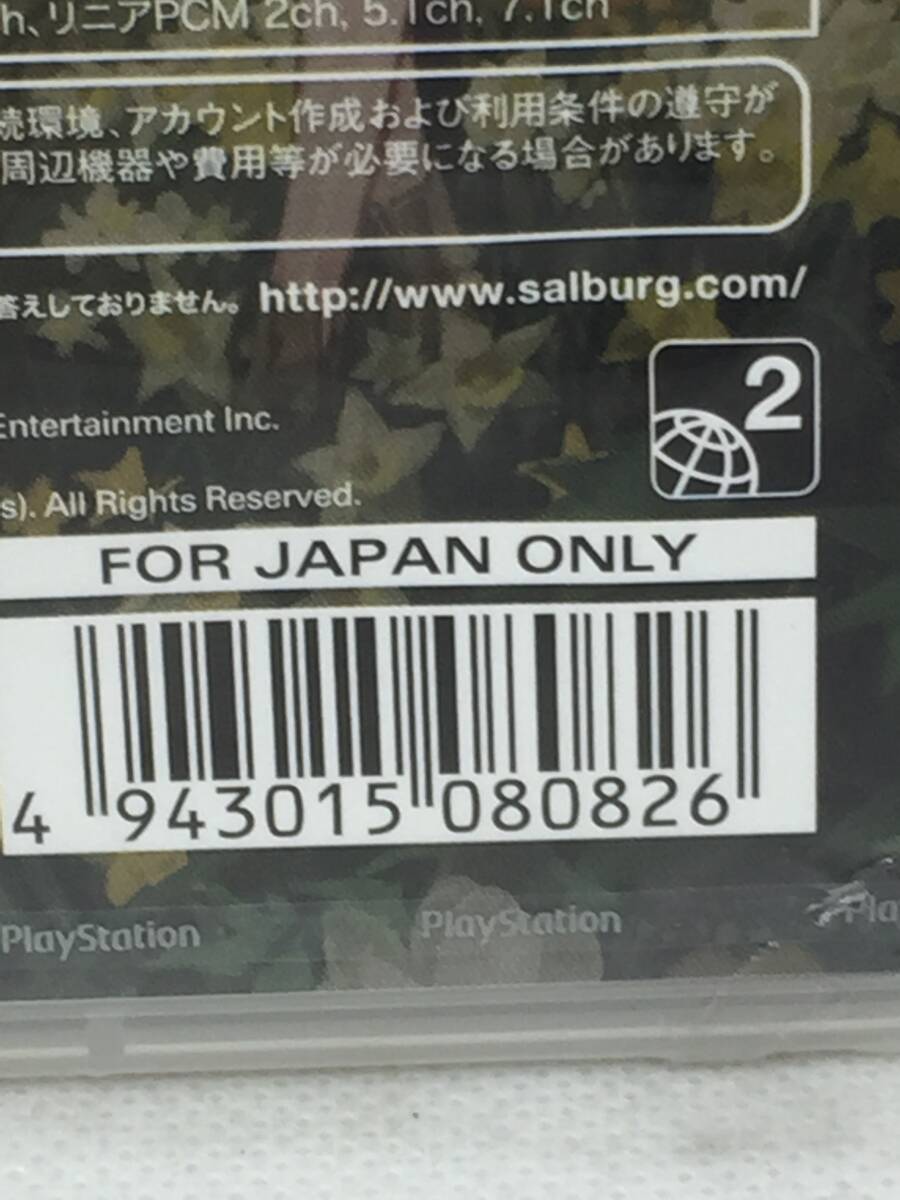 h、リニアPCM 2ch, 5.1ch, 7.1ch
続環境、アカウント作成および利用条件の遵守が
周辺機器や費用等が必要になる場合があります。
答えしておりません。 http://www.salburg.com/
2
Entertainment Inc.
s). All Rights Reserved.
FOR JAPAN ONLY
4 943015 080826
PlayStation PlayStation Pla